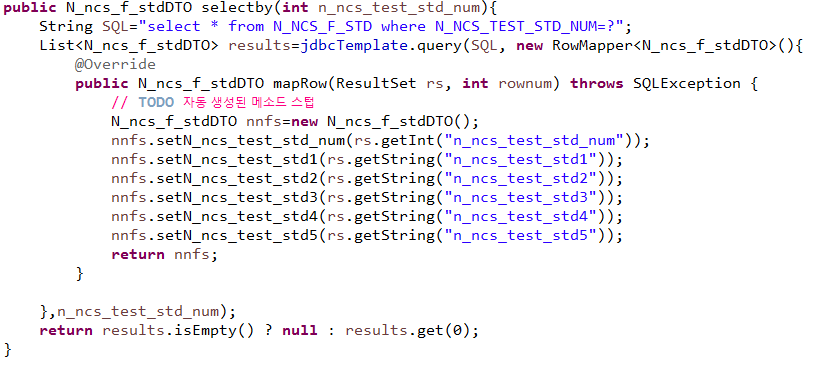 public N_ncs_f_stdDTO selectby(int n_ncs_test_std_num){
    String SQL="select * from N_NCS_F_STD where N_NCS_TEST_STD_NUM=?";
    List<N_ncs_f_stdDTO> results=jdbcTemplate.query(SQL, new RowMapper<N_ncs_f_stdDTO>(){
        @Override
        public N_ncs_f_stdDTO mapRow(ResultSet rs, int rownum) throws SQLException {
            // TODO 자동 생성된 메소드 스텁
            N_ncs_f_stdDTO nnfs=new N_ncs_f_stdDTO();
            nnfs.setN_ncs_test_std_num(rs.getInt("n_ncs_test_std_num"));
            nnfs.setN_ncs_test_std1(rs.getString("n_ncs_test_std1"));
            nnfs.setN_ncs_test_std2(rs.getString("n_ncs_test_std2"));
            nnfs.setN_ncs_test_std3(rs.getString("n_ncs_test_std3"));
            nnfs.setN_ncs_test_std4(rs.getString("n_ncs_test_std4"));
            nnfs.setN_ncs_test_std5(rs.getString("n_ncs_test_std5"));
            return nnfs;
        }

    },n_ncs_test_std_num);
    return results.isEmpty() ? null : results.get(0);
}